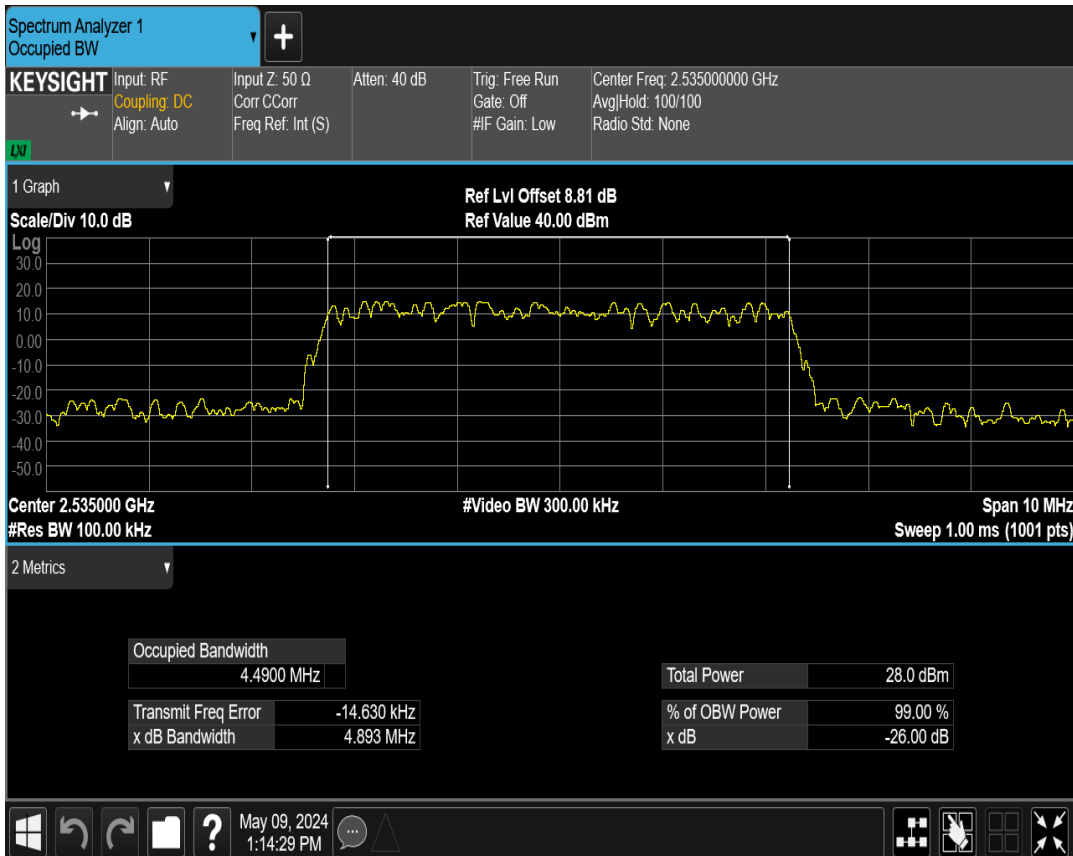 Spectrum Analyzer 1
Occupied BW
KEYSIGHT
Input: RF
Coupling: DC
Align: Auto
Input Z: 50 Ω
Corr CCorr
Freq Ref: Int (S)
Atten: 40 dB
Trig: Free Run
Gate: Off
#IF Gain: Low
Center Freq: 2.535000000 GHz
Avg|Hold: 100/100
Radio Std: None
LXI
1 Graph
Ref Lvl Offset 8.81 dB
Scale/Div 10.0 dB
Ref Value 40.00 dBm
Log
30.0
20.0
10.0
0.00
-10.0
-20.0
-30.0
-40.0
-50.0
Center 2.535000 GHz
#Video BW 300.00 kHz
Span 10 MHz
#Res BW 100.00 kHz
Sweep 1.00 ms (1001 pts)
2 Metrics
Occupied Bandwidth
4.4900 MHz
Total Power 28.0 dBm
Transmit Freq Error -14.630 kHz
% of OBW Power 99.00 %
x dB Bandwidth 4.893 MHz
x dB -26.00 dB
May 09, 2024
1:14:29 PM